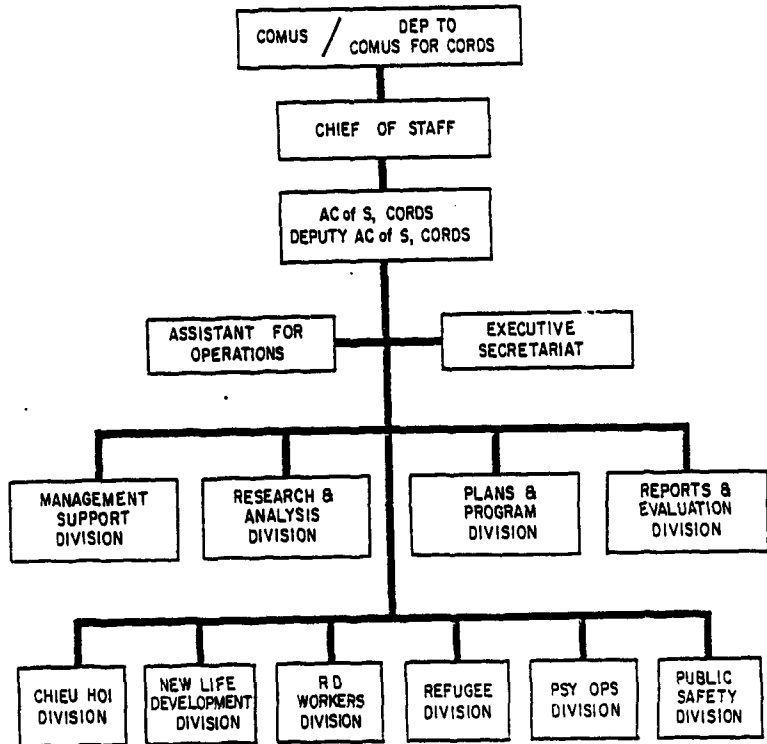 COMUS / DEP TO
COMUS FOR CORDS
CHIEF OF STAFF
AC of S, CORDS
DEPUTY AC of S, CORDS
ASSISTANT FOR
OPERATIONS
EXECUTIVE
SECRETARIAT
MANAGEMENT
SUPPORT
DIVISION
RESEARCH &
ANALYSIS
DIVISION
PLANS &
PROGRAM
DIVISION
REPORTS &
EVALUATION
DIVISION
CHIEU HOI
DIVISION
NEW LIFE
DEVELOPMENT
DIVISION
RD
WORKERS
DIVISION
REFUGEE
DIVISION
PSY OPS
DIVISION
PUBLIC
SAFETY
DIVISION